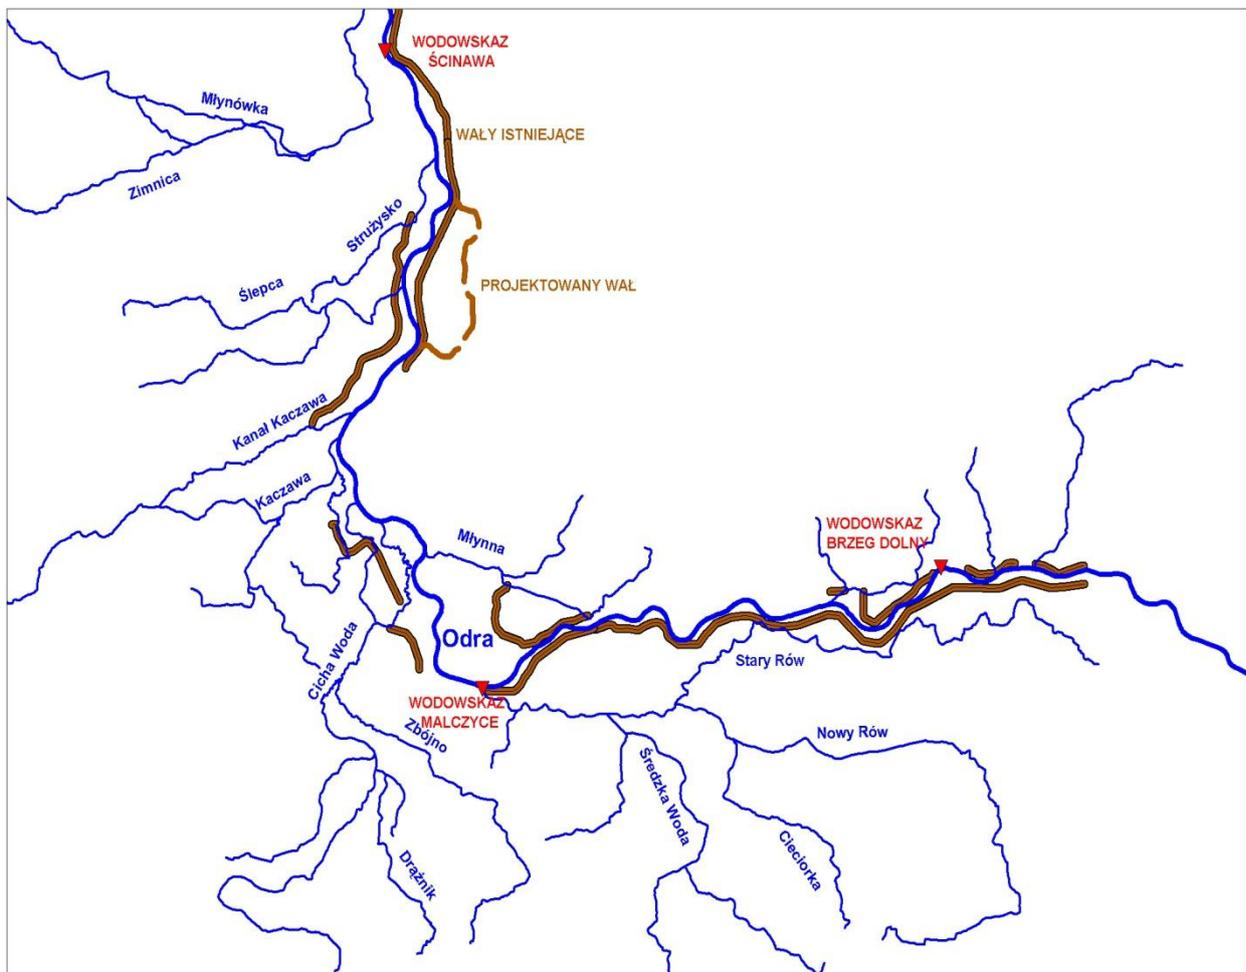 WODOWSKAZ
ŚCINAWA
Młynówka
WAŁY ISTNIEJĄCE
Zimnica
Strużysko
Ślepca
PROJEKTOWANY WAŁ
Kanał Kaczawa
Kaczawa
WODOWSKAZ
BRZEG DOLNY
Młynna
Odra
Cicha Woda
Stary Rów
WODOWSKAZ
MALCZYCE
Zbójno
Nowy Rów
Średzka Woda
Cieciorka
Drążnik